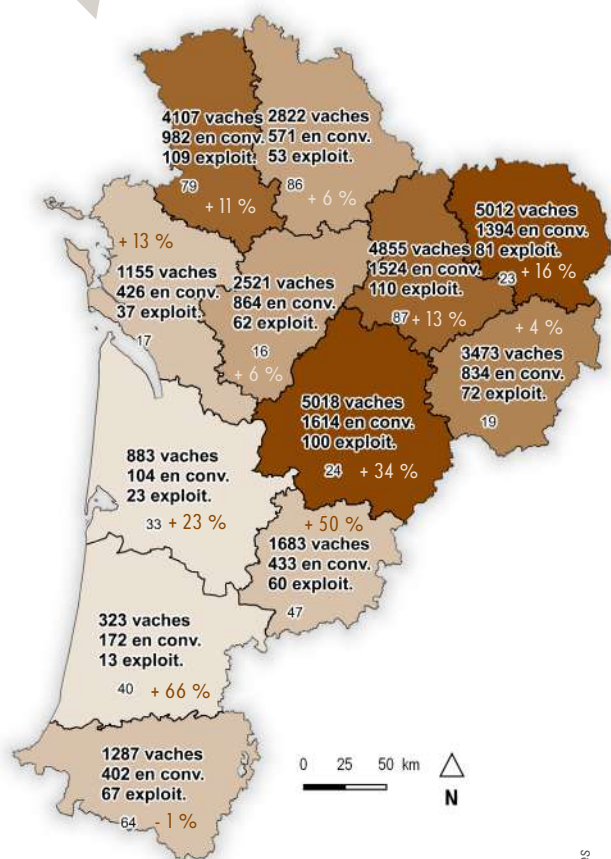 4107 vaches
982 en conv.
109 exploit.
79
+ 11 %
2822 vaches
571 en conv.
53 exploit.
86
+ 6 %
5012 vaches
1394 en conv.
81 exploit.
23
+ 16 %
4855 vaches
1524 en conv.
110 exploit.
87
+ 13 %
+ 13 %
1155 vaches
426 en conv.
37 exploit.
17
2521 vaches
864 en conv.
62 exploit.
16
+ 6 %
+ 4 %
3473 vaches
834 en conv.
72 exploit.
19
5018 vaches
1614 en conv.
100 exploit.
24
+ 34 %
883 vaches
104 en conv.
23 exploit.
33
+ 23 %
+ 50 %
1683 vaches
433 en conv.
60 exploit.
47
323 vaches
172 en conv.
13 exploit.
40
+ 66 %
1287 vaches
402 en conv.
67 exploit.
64
- 1 %
0 25 50 km
N